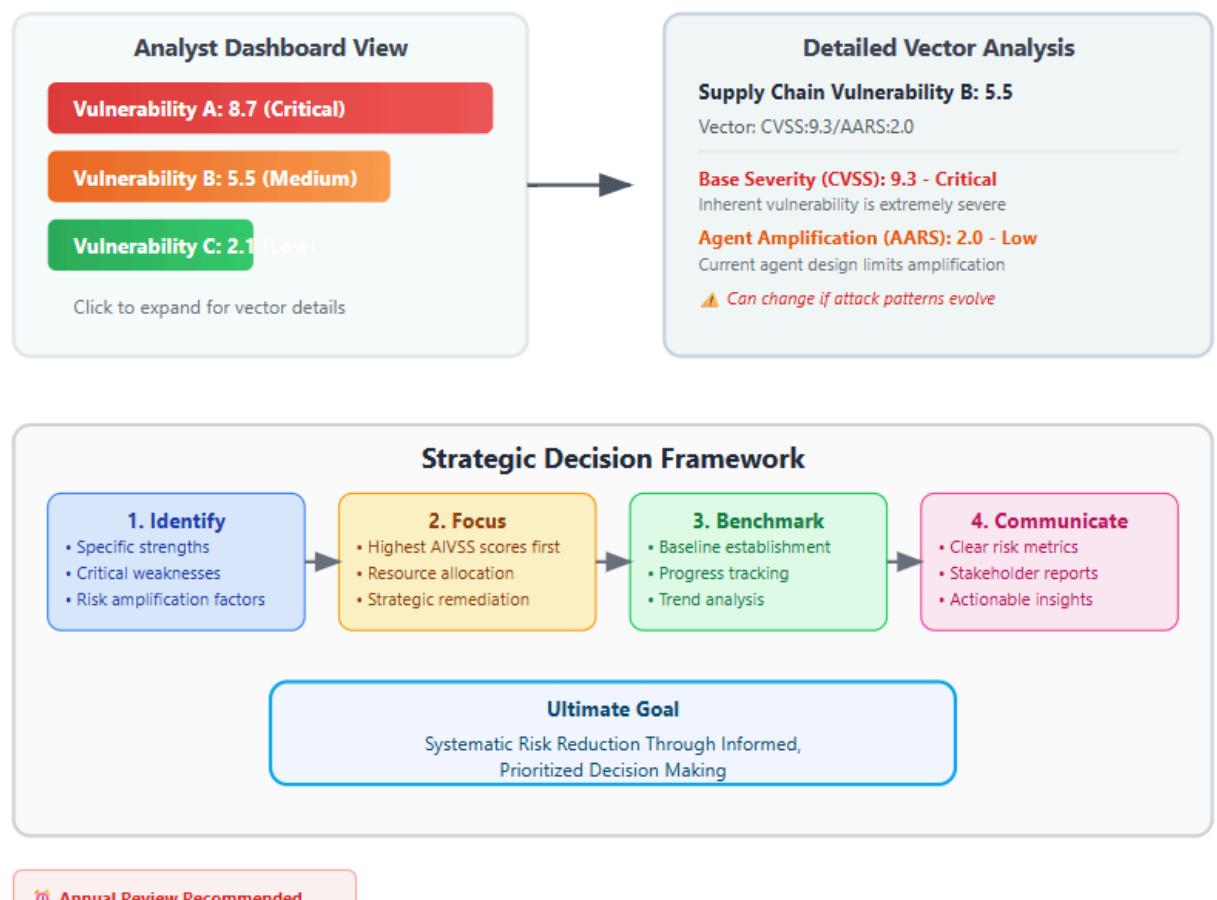 Analyst Dashboard View
Vulnerability A: 8.7 (Critical)
Vulnerability B: 5.5 (Medium)
Vulnerability C: 2.1 (Low)
Click to expand for vector details
Detailed Vector Analysis
Supply Chain Vulnerability B: 5.5
Vector: CVSS:9.3/AARS:2.0
Base Severity (CVSS): 9.3 - Critical
Inherent vulnerability is extremely severe
Agent Amplification (AARS): 2.0 - Low
Current agent design limits amplification
⚠️ Can change if attack patterns evolve
Strategic Decision Framework
1. Identify
• Specific strengths
• Critical weaknesses
• Risk amplification factors
2. Focus
• Highest AIVSS scores first
• Resource allocation
• Strategic remediation
3. Benchmark
• Baseline establishment
• Progress tracking
• Trend analysis
4. Communicate
• Clear risk metrics
• Stakeholder reports
• Actionable insights
Ultimate Goal
Systematic Risk Reduction Through Informed,
Prioritized Decision Making
⏰ Annual Review Recommended